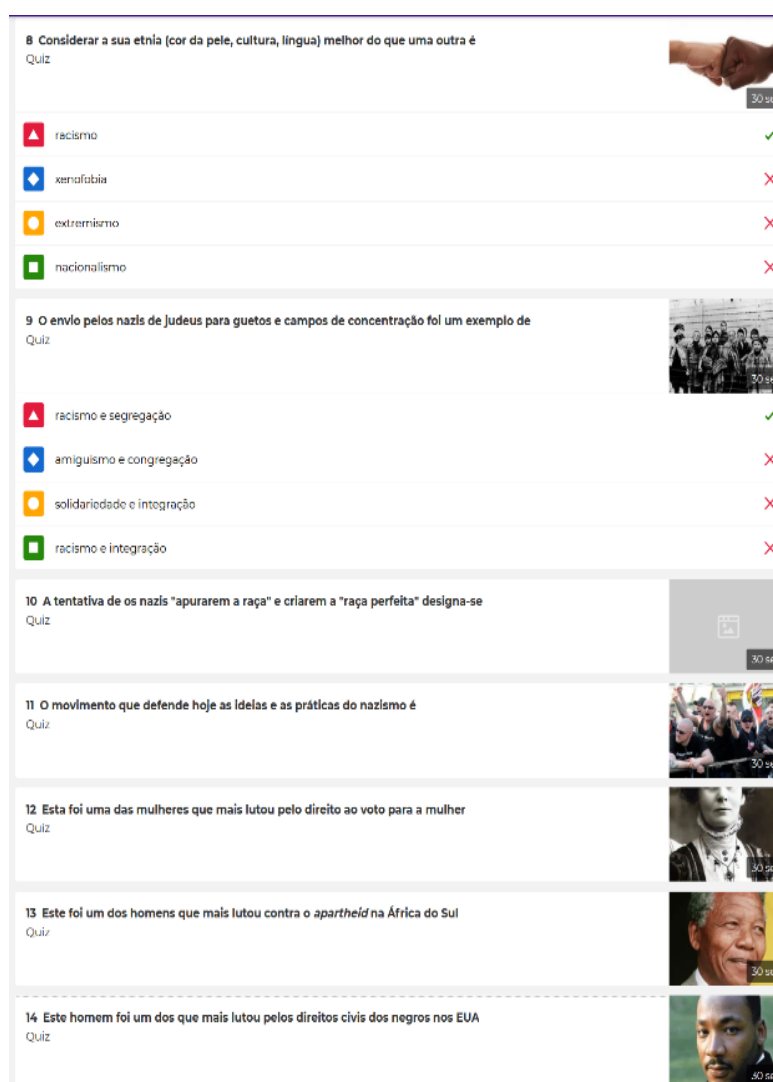 8 Considerar a sua etnia (cor da pele, cultura, língua) melhor do que uma outra é
Quiz
30 se
racismo
xenofobia
extremismo
nacionalismo
9 O envio pelos nazis de judeus para guetos e campos de concentração foi um exemplo de
Quiz
30 se
racismo e segregação
amiguismo e congregação
solidariedade e integração
racismo e integração
10 A tentativa de os nazis "apurarem a raça" e criarem a "raça perfeita" designa-se
Quiz
30 se
11 O movimento que defende hoje as ideias e as práticas do nazismo é
Quiz
30 se
12 Esta foi uma das mulheres que mais lutou pelo direito ao voto para a mulher
Quiz
30 se
13 Este foi um dos homens que mais lutou contra o apartheid na África do Sul
Quiz
30 se
14 Este homem foi um dos que mais lutou pelos direitos civis dos negros nos EUA
Quiz
30 se